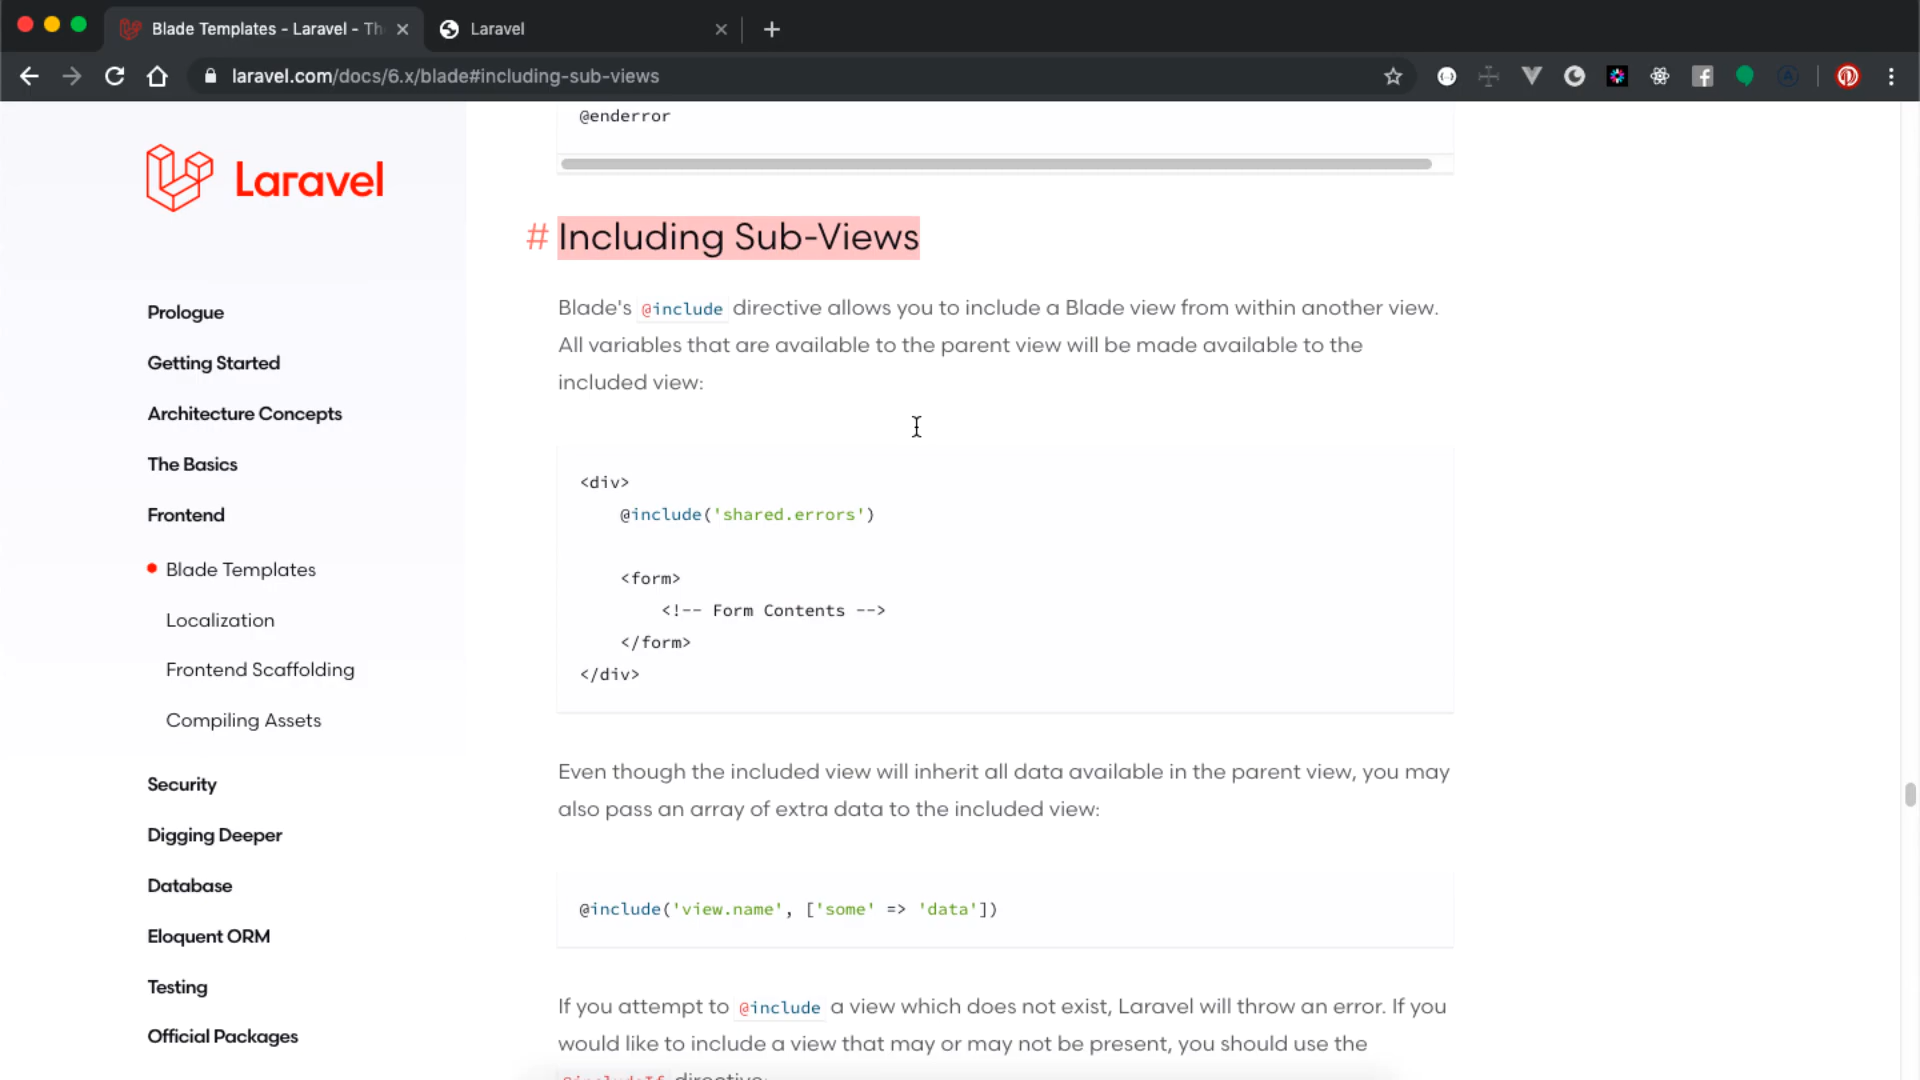 Blade Templates - Laravel - Th
Laravel
laravel.com/docs/6.x/blade#including-sub-views
Laravel
Prologue
Getting Started
Architecture Concepts
The Basics
Frontend
Blade Templates
Localization
Frontend Scaffolding
Compiling Assets
Security
Digging Deeper
Database
Eloquent ORM
Testing
Official Packages
@enderror
# Including Sub-Views
Blade's @include directive allows you to include a Blade view from within another view.
All variables that are available to the parent view will be made available to the
included view:
<div>
@include('shared.errors')
<form>
<!-- Form Contents -->
</form>
</div>
Even though the included view will inherit all data available in the parent view, you may
also pass an array of extra data to the included view:
@include('view.name', ['some' => 'data'])
If you attempt to @include a view which does not exist, Laravel will throw an error. If you
would like to include a view that may or may not be present, you should use the
@includeIf directive: